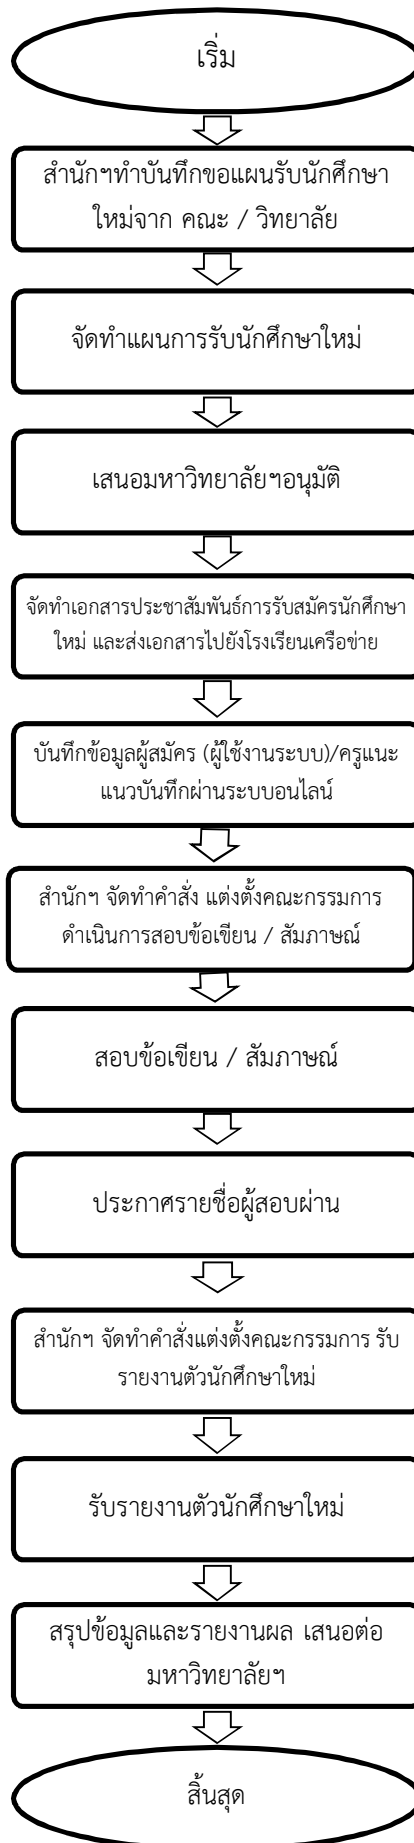 เริ่ม
สำนักฯทำบันทึกขอแผนรับนักศึกษา
ใหม่จาก คณะ / วิทยาลัย
จัดทำแผนการรับนักศึกษาใหม่
เสนอมหาวิทยาลัยฯอนุมัติ
จัดทำเอกสารประชาสัมพันธ์การรับสมัครนักศึกษา
ใหม่ และส่งเอกสารไปยังโรงเรียนเครือข่าย
บันทึกข้อมูลผู้สมัคร (ผู้ใช้งานระบบ)/ครูแนะ
แนวบันทึกผ่านระบบออนไลน์
สำนักฯ จัดทำคำสั่ง แต่งตั้งคณะกรรมการ
ดำเนินการสอบข้อเขียน / สัมภาษณ์
สอบข้อเขียน / สัมภาษณ์
ประกาศรายชื่อผู้สอบผ่าน
สำนักฯ จัดทำคำสั่งแต่งตั้งคณะกรรมการ รับ
รายงานตัวนักศึกษาใหม่
รับรายงานตัวนักศึกษาใหม่
สรุปข้อมูลและรายงานผล เสนอต่อ
มหาวิทยาลัยฯ
สิ้นสุด